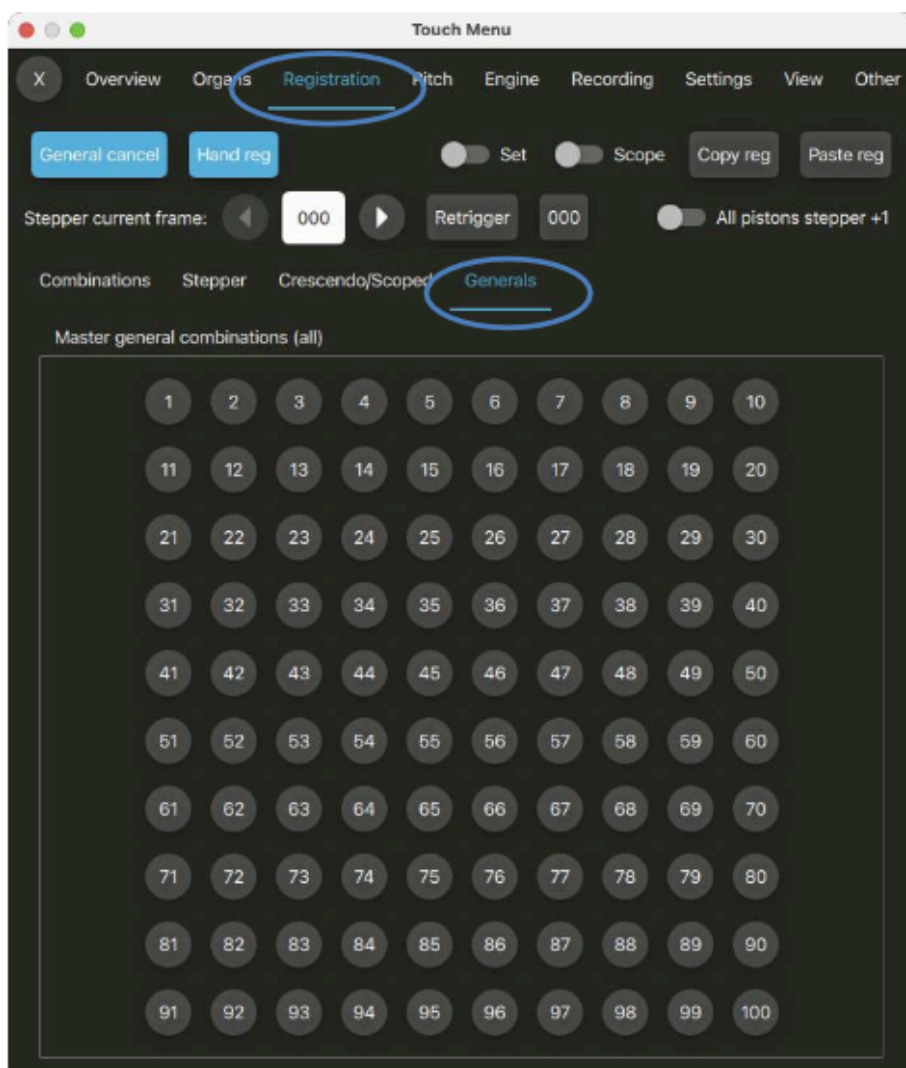 Touch Menu
X Overview Organs Registration Pitch Engine Recording Settings View Other
General cancel Hand reg Set Scope Copy reg Paste reg
Stepper current frame: 000 Retrigger 000 All pistons stepper +1
Combinations Stepper Crescendo/Scoped Generals
Master general combinations (all)
1 2 3 4 5 6 7 8 9 10
11 12 13 14 15 16 17 18 19 20
21 22 23 24 25 26 27 28 29 30
31 32 33 34 35 36 37 38 39 40
41 42 43 44 45 46 47 48 49 50
51 52 53 54 55 56 57 58 59 60
61 62 63 64 65 66 67 68 69 70
71 72 73 74 75 76 77 78 79 80
81 82 83 84 85 86 87 88 89 90
91 92 93 94 95 96 97 98 99 100